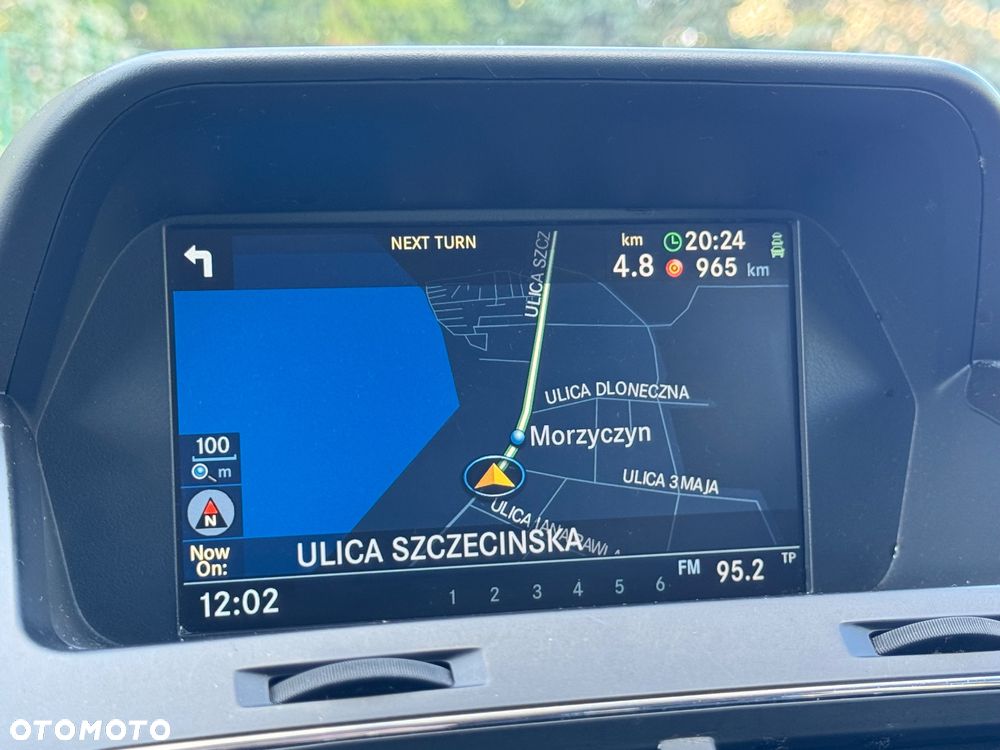 NEXT TURN
km 20:24
4.8 965 km
ULICA SZCZ
ULICA DLONECZNA
Morzyczyn
100
m
ULICA 3 MAJA
N
Now
On:
ULICA SZCZECINSKA
FM 95.2 TP
12:02 1 2 3 4 5 6
OTOMOTO